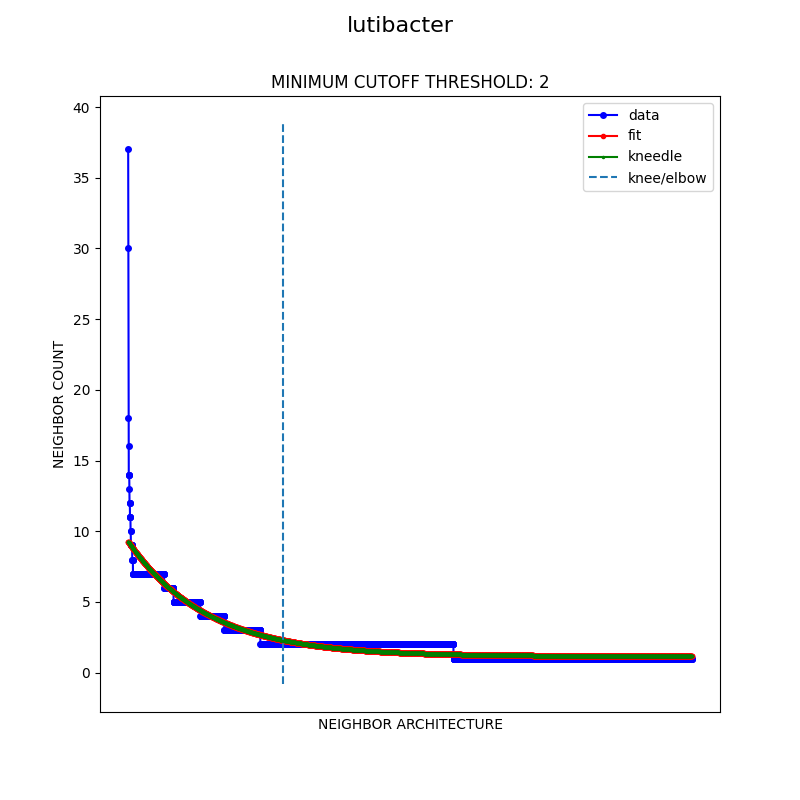 lutibacter
MINIMUM CUTOFF THRESHOLD: 2
40
35
30
25
20
15
10
5
0
NEIGHBOR COUNT
data
fit
kneedle
knee/elbow
NEIGHBOR ARCHITECTURE